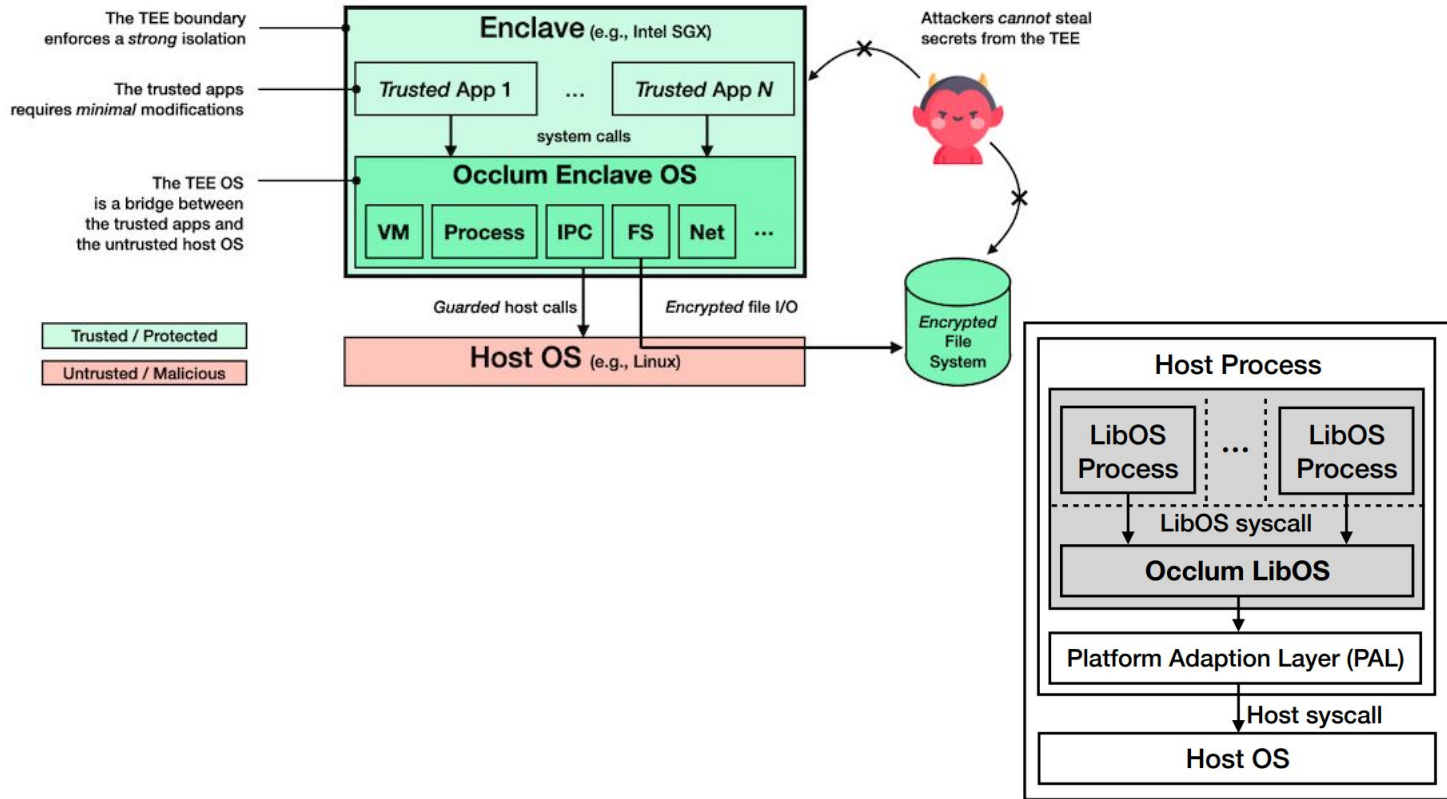 The TEE boundary
enforces a strong isolation
The trusted apps
requires minimal modifications
The TEE OS
is a bridge between
the trusted apps and
the untrusted host OS
Trusted / Protected
Untrusted / Malicious
Enclave (e.g., Intel SGX)
Trusted App 1
...
Trusted App N
system calls
Occlum Enclave OS
VM
Process
IPC
FS
Net
...
Guarded host calls
Encrypted file I/O
Host OS (e.g., Linux)
Attackers cannot steal
secrets from the TEE
Encrypted
File
System
Host Process
LibOS
Process
...
LibOS
Process
LibOS syscall
Occlum LibOS
Platform Adaption Layer (PAL)
Host syscall
Host OS